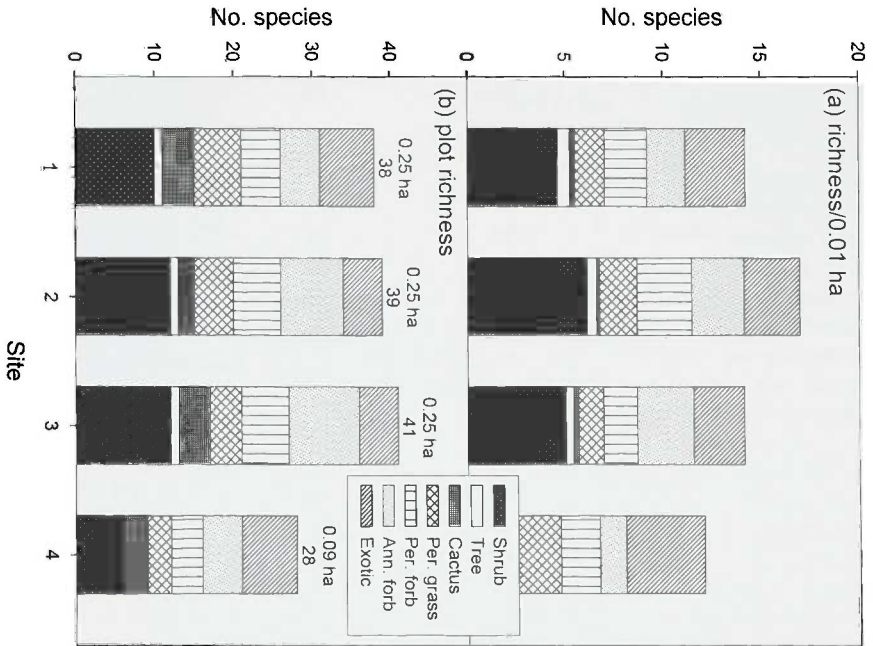 (a) richness/0.01 ha
No. species
0
5
10
15
20
(b) plot richness
No. species
0
10
20
30
40
0.25 ha
38
0.25 ha
39
0.25 ha
41
0.09 ha
28
Shrub
Tree
Cactus
Per. grass
Per. forb
Ann. forb
Exotic
1
2
3
4
Site